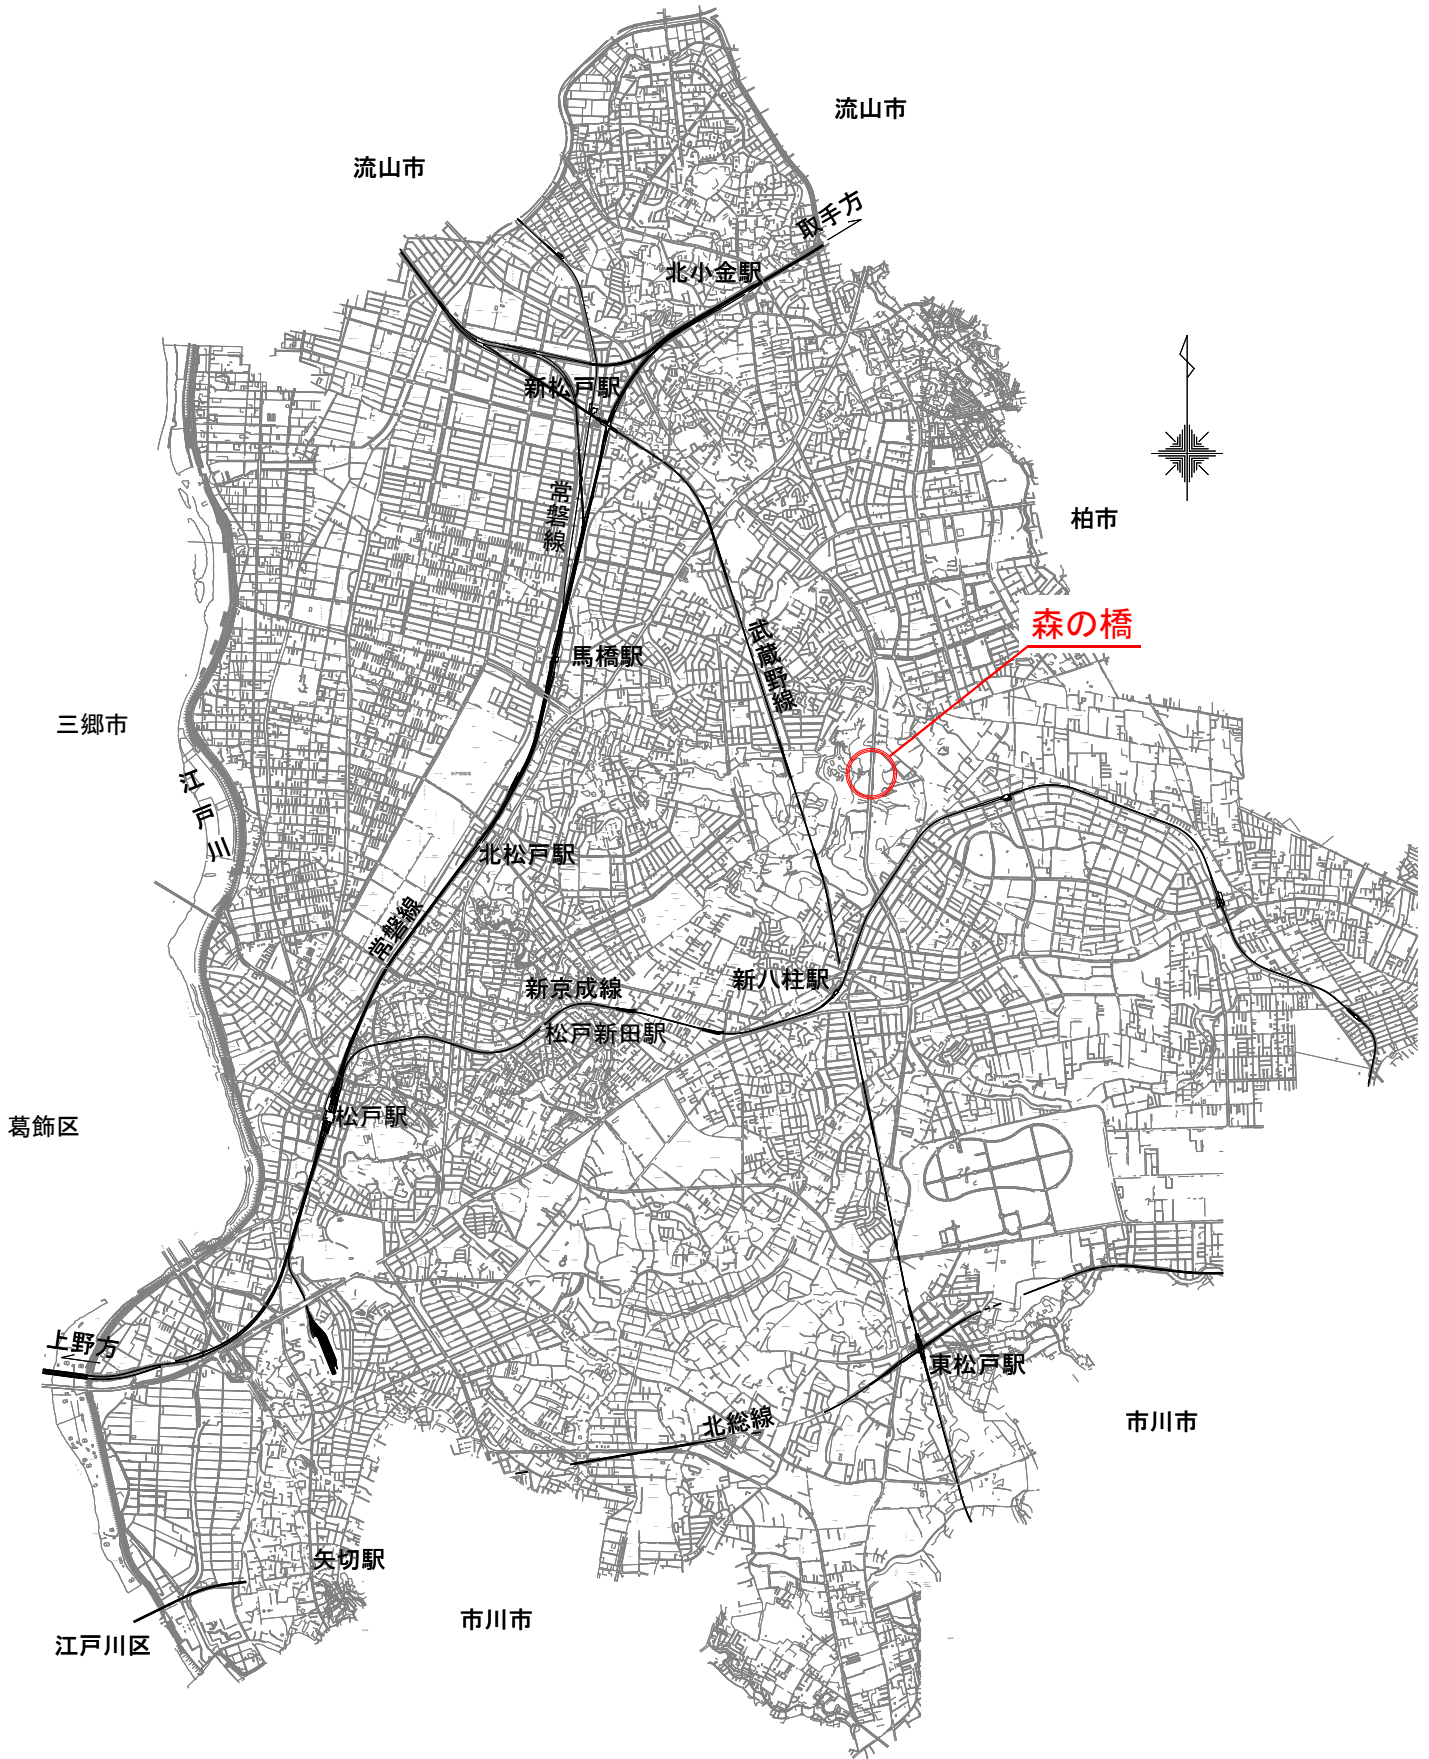 流山市
流山市
取手方
北小金駅
新松戸駅
常磐線
柏市
森の橋
武蔵野線
馬橋駅
三郷市
江戸川
北松戸駅
常磐線
新八柱駅
新京成線
松戸新田駅
松戸駅
葛飾区
上野方
東松戸駅
北総線
市川市
矢切駅
市川市
江戸川区